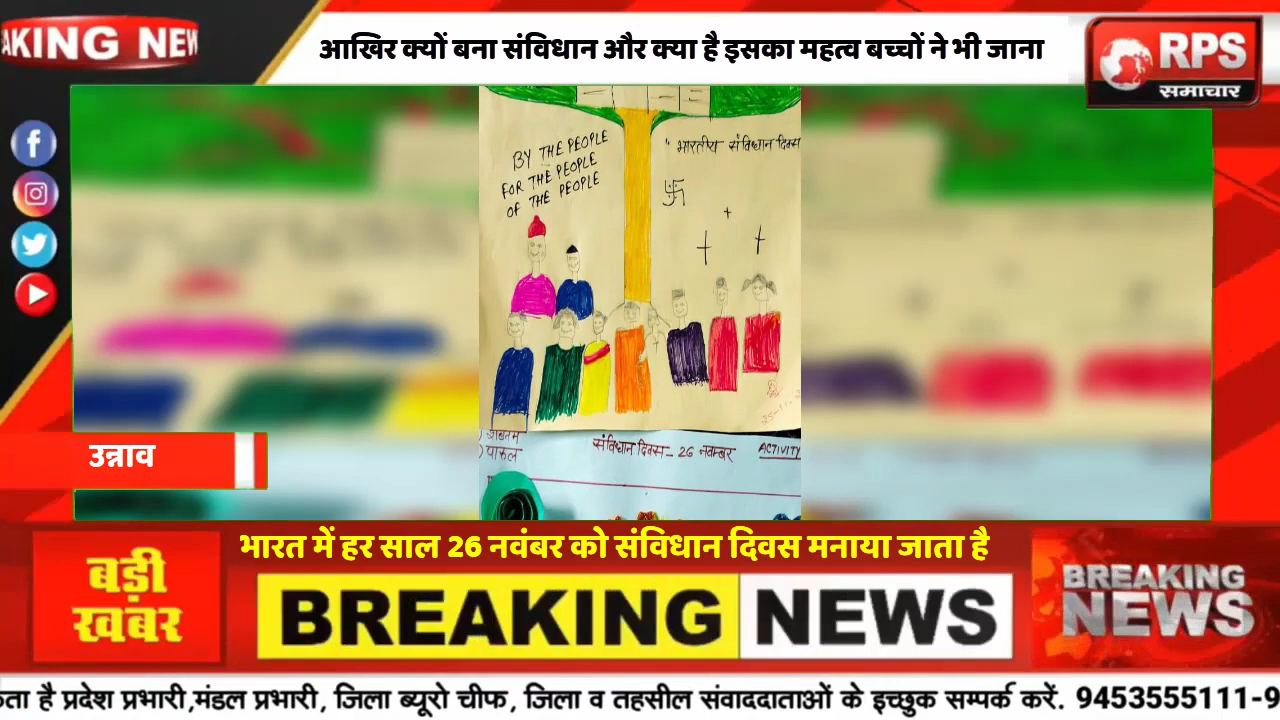 AKING NEW
आखिर क्यों बना संविधान और क्या है इसका महत्व बच्चों ने भी जाना
RPS
समाचार
BY THE PEOPLE
FOR THE PEOPLE
OF THE PEOPLE
" भारतीय संविधान दिवस
शबनम
पारुल
संविधान दिवस - 26 नवम्बर
ACTIVITY
उन्नाव
भारत में हर साल 26 नवंबर को संविधान दिवस मनाया जाता है
बड़ी
खबर
BREAKING NEWS
BREAKING
NEWS
है प्रदेश प्रभारी,मंडल प्रभारी, जिला ब्यूरो चीफ, जिला व तहसील संवाददाताओं के इच्छुक सम्पर्क करें. 9453555111-9